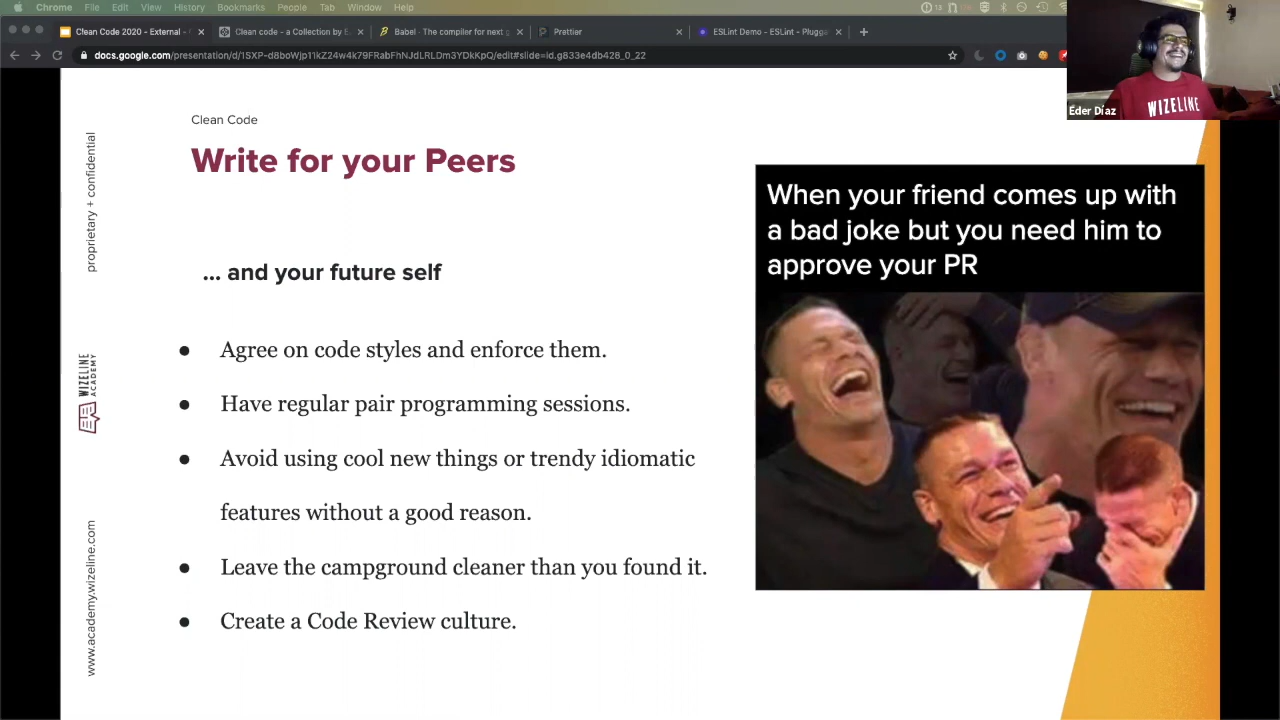 Chrome File Edit View History Bookmarks People Tab Window Help
Clean Code 2020 - External -
Clean code - a Collection by
Babel · The compiler for next
Prettier
ESLint Demo - ESLint - Plugga
docs.google.com/presentation/d/1SXP-d8boWjp11kZ24w4k79FRabFhNJdLRLDm3YDkKpQ/edit#slide=id.g833e4db428_0_22
WIZELINE
Éder Díaz
proprietary + confidential
WIZELINE
ACADEMY
www.academy.wizeline.com
Clean Code
Write for your Peers
... and your future self
● Agree on code styles and enforce them.
● Have regular pair programming sessions.
● Avoid using cool new things or trendy idiomatic
features without a good reason.
● Leave the campground cleaner than you found it.
● Create a Code Review culture.
When your friend comes up with
a bad joke but you need him to
approve your PR